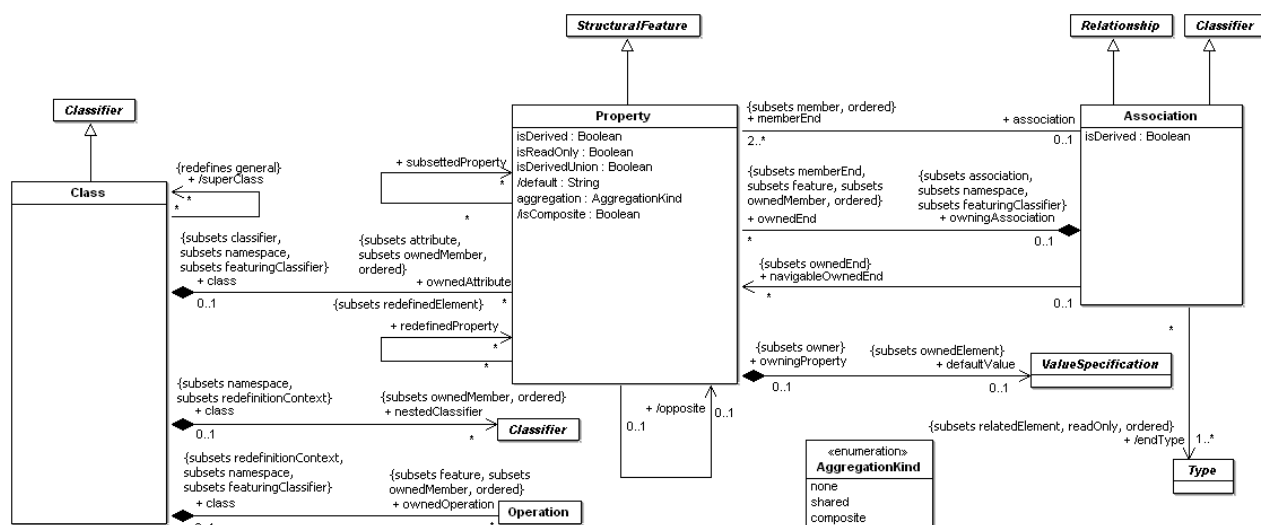 StructuralFeature
Relationship
Classifier
Classifier
Property
isDerived : Boolean
isReadOnly : Boolean
isDerivedUnion : Boolean
/default : String
aggregation : AggregationKind
/isComposite : Boolean
{subsets member, ordered}
+ memberEnd
2..*
+ association
0..1
Association
isDerived : Boolean
Class
{redefines general}
+ /superClass
*
*
+ subsettedProperty
*
*
{subsets memberEnd,
subsets feature, subsets
ownedMember, ordered}
+ ownedEnd
*
{subsets association,
subsets namespace,
subsets featuringClassifier}
+ owningAssociation
0..1
{subsets classifier,
subsets namespace,
subsets featuringClassifier}
+ class
0..1
{subsets attribute,
subsets ownedMember,
ordered}
+ ownedAttribute
*
{subsets ownedEnd}
+ navigableOwnedEnd
*
0..1
{subsets redefinedElement}
+ redefinedProperty
*
*
{subsets owner}
+ owningProperty
0..1
{subsets ownedElement}
+ defaultValue
0..1
ValueSpecification
*
{subsets namespace,
subsets redefinitionContext}
+ class
0..1
{subsets ownedMember, ordered}
+ nestedClassifier
*
Classifier
+ /opposite
0..1
0..1
{subsets relatedElement, readOnly, ordered}
+ /endType
1..*
Type
«enumeration»
AggregationKind
none
shared
composite
{subsets redefinitionContext,
subsets namespace,
subsets featuringClassifier}
+ class
0..1
{subsets feature, subsets
ownedMember, ordered}
+ ownedOperation
*
Operation